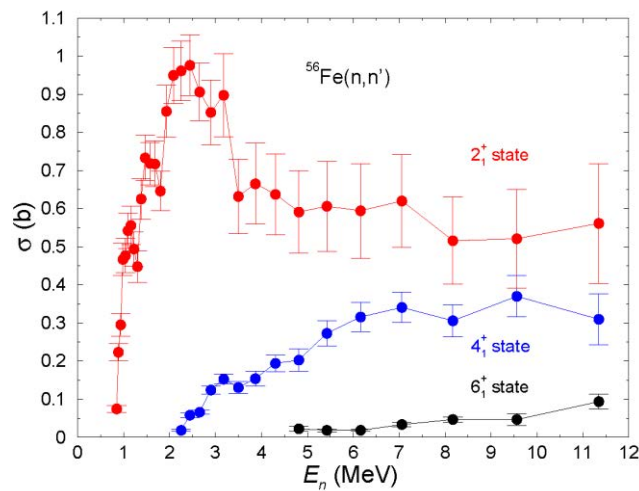 1.1
1
0.9
0.8
0.7
0.6
0.5
0.4
0.3
0.2
0.1
0
σ (b)
⁵⁶Fe(n,n')
2₁⁺ state
4₁⁺ state
6₁⁺ state
0 1 2 3 4 5 6 7 8 9 10 11 12
Eₙ (MeV)